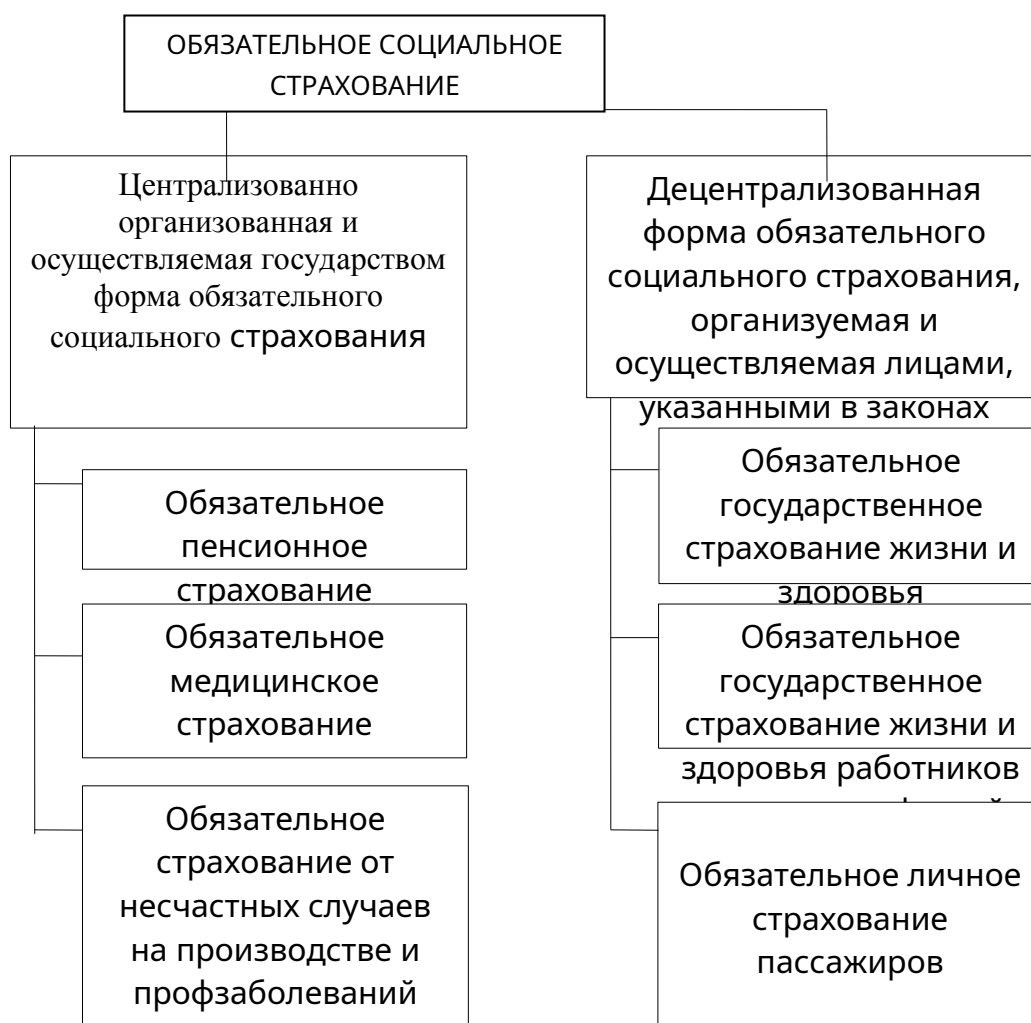 ОБЯЗАТЕЛЬНОЕ СОЦИАЛЬНОЕ
СТРАХОВАНИЕ
Централизованно
организованная и
осуществляемая государством
форма обязательного
социального страхования
Обязательное
пенсионное
страхование
Обязательное
медицинское
страхование
Обязательное
страхование от
несчастных случаев
на производстве и
профзаболеваний
Децентрализованная
форма обязательного
социального страхования,
организуемая и
осуществляемая лицами,
указанными в законах
Обязательное
государственное
страхование жизни и
здоровья
Обязательное
государственное
страхование жизни и
здоровья работников
Обязательное личное
страхование
пассажиров